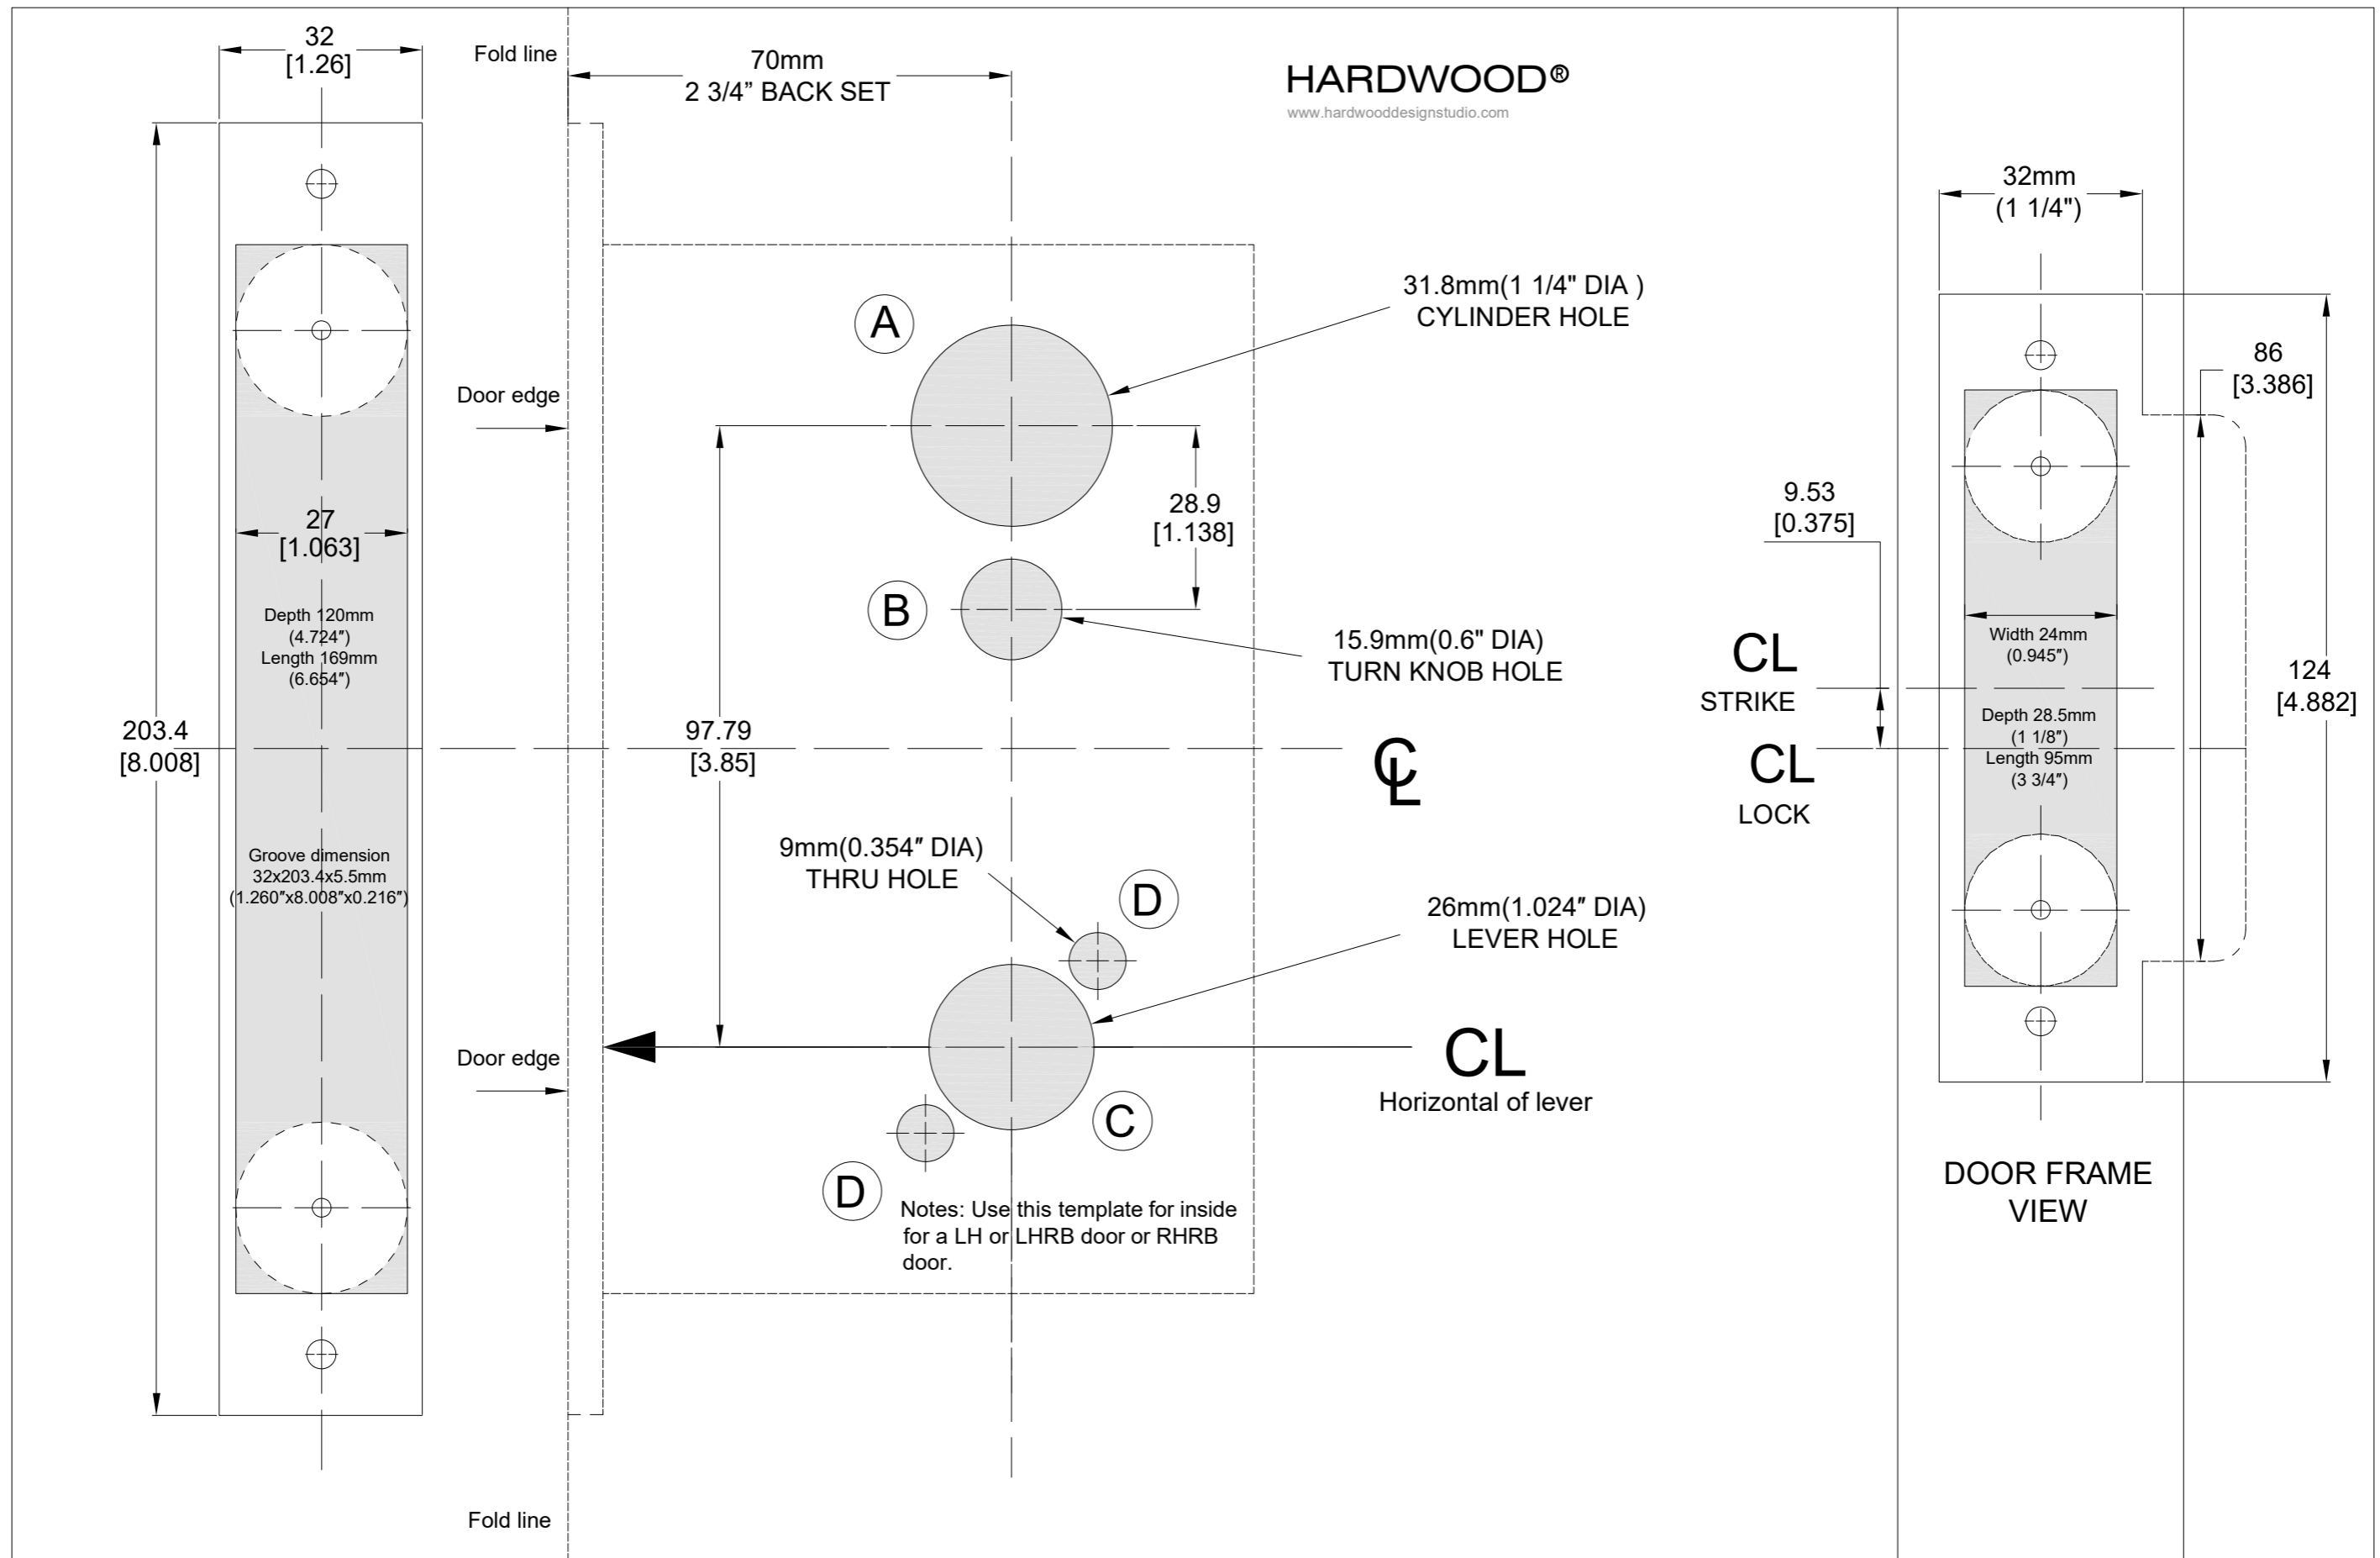 32
[1.26]
Fold line
70mm
2 3/4” BACK SET
HARDWOOD®
www.hardwooddesignstudio.com
32mm
(1 1/4")
A
31.8mm(1 1/4" DIA )
CYLINDER HOLE
86
[3.386]
Door edge
28.9
[1.138]
9.53
[0.375]
27
[1.063]
B
15.9mm(0.6" DIA)
TURN KNOB HOLE
Depth 120mm
(4.724″)
Length 169mm
(6.654″)
CL
STRIKE
Width 24mm
(0.945″)
124
[4.882]
203.4
[8.008]
97.79
[3.85]
CL
CL
LOCK
Depth 28.5mm
(1 1/8″)
Length 95mm
(3 3/4″)
Groove dimension
32x203.4x5.5mm
(1.260″x8.008″x0.216″)
9mm(0.354″ DIA)
THRU HOLE
D
26mm(1.024″ DIA)
LEVER HOLE
Door edge
CL
Horizontal of lever
C
D
Notes: Use this template for inside
for a LH or LHRB door or RHRB
door.
DOOR FRAME
VIEW
Fold line